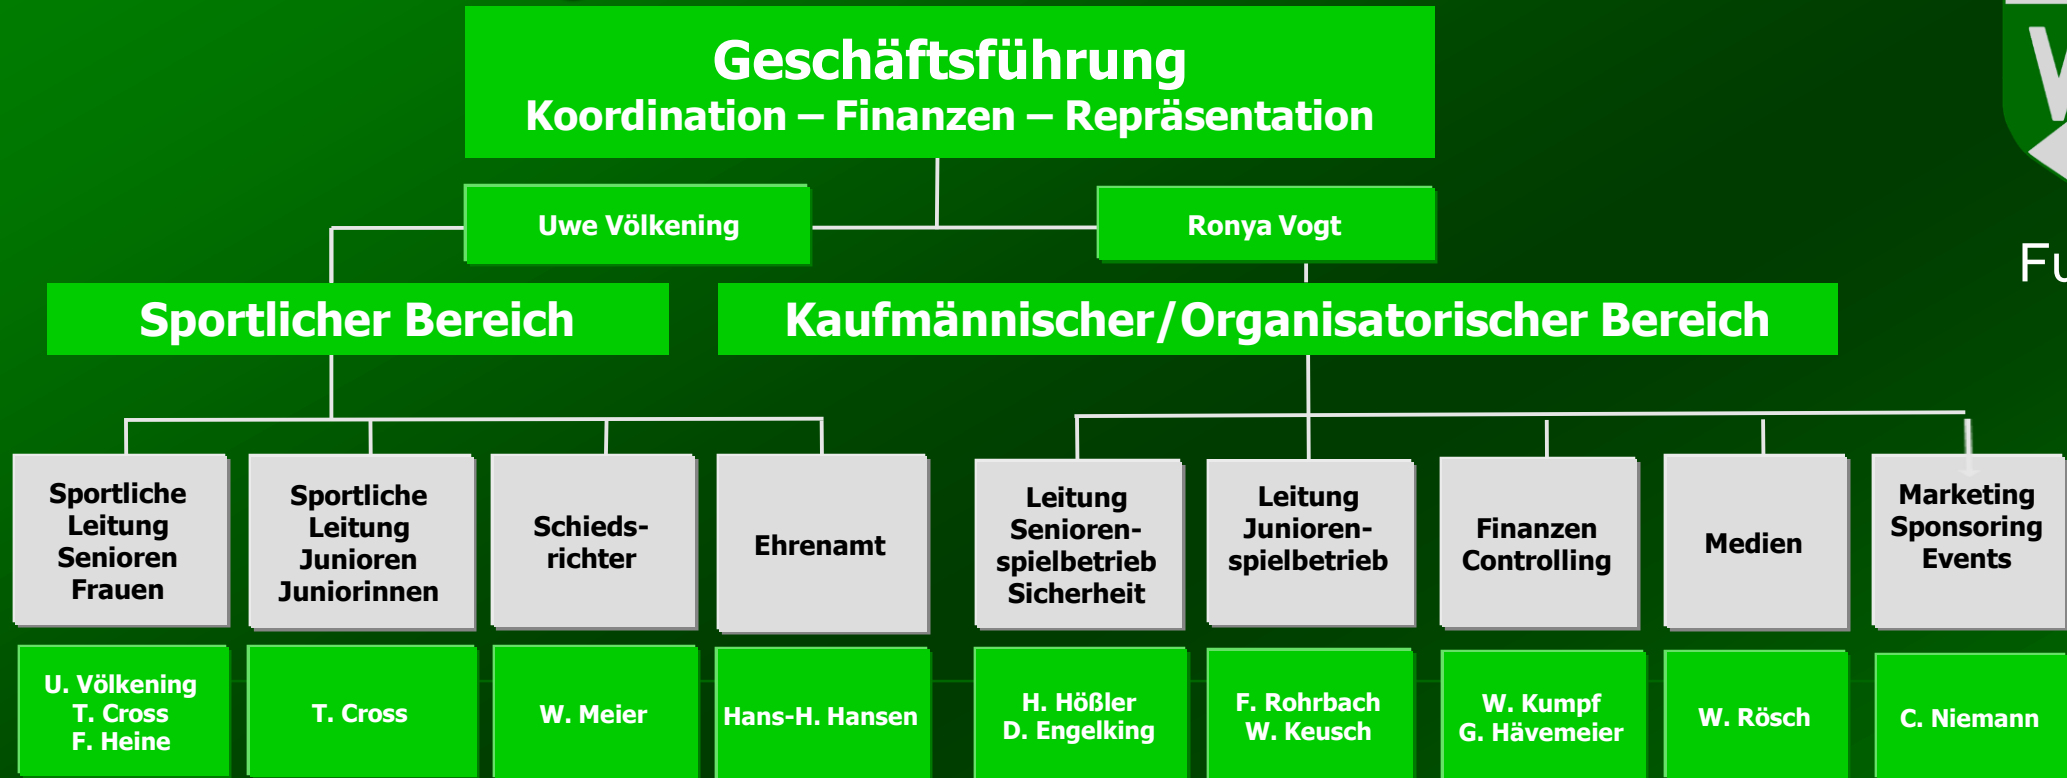 Geschäftsführung
Koordination – Finanzen – Repräsentation
Uwe Völkening
Ronya Vogt
Sportlicher Bereich
Kaufmännischer/Organisatorischer Bereich
Sportliche
Leitung
Senioren
Frauen
Sportliche
Leitung
Junioren
Juniorinnen
Schieds-
richter
Ehrenamt
Leitung
Senioren-
spielbetrieb
Sicherheit
Leitung
Junioren-
spielbetrieb
Finanzen
Controlling
Medien
Marketing
Sponsoring
Events
U. Völkening
T. Cross
F. Heine
T. Cross
W. Meier
Hans-H. Hansen
H. Hößler
D. Engelking
F. Rohrbach
W. Keusch
W. Kumpf
G. Hävemeier
W. Rösch
C. Niemann